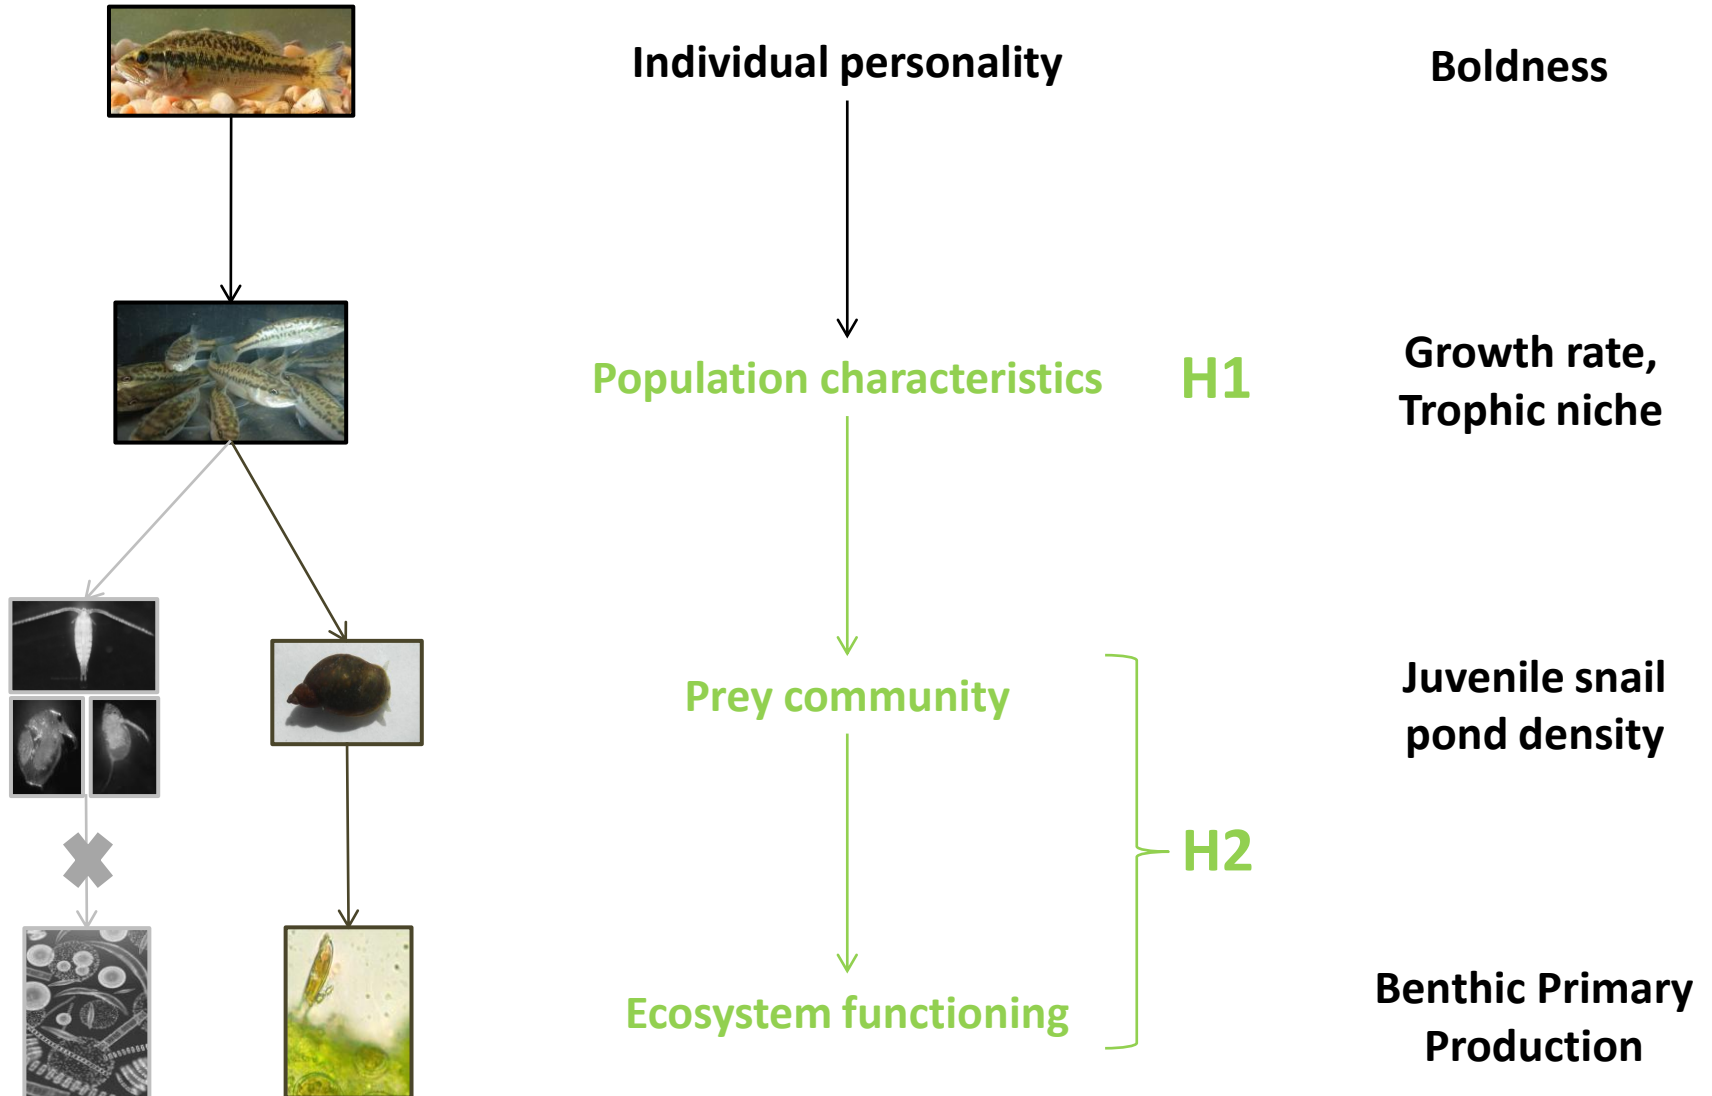 Individual personality
Boldness
Population characteristics
H1
Growth rate,
Trophic niche
Prey community
Juvenile snail
pond density
H2
Ecosystem functioning
Benthic Primary
Production